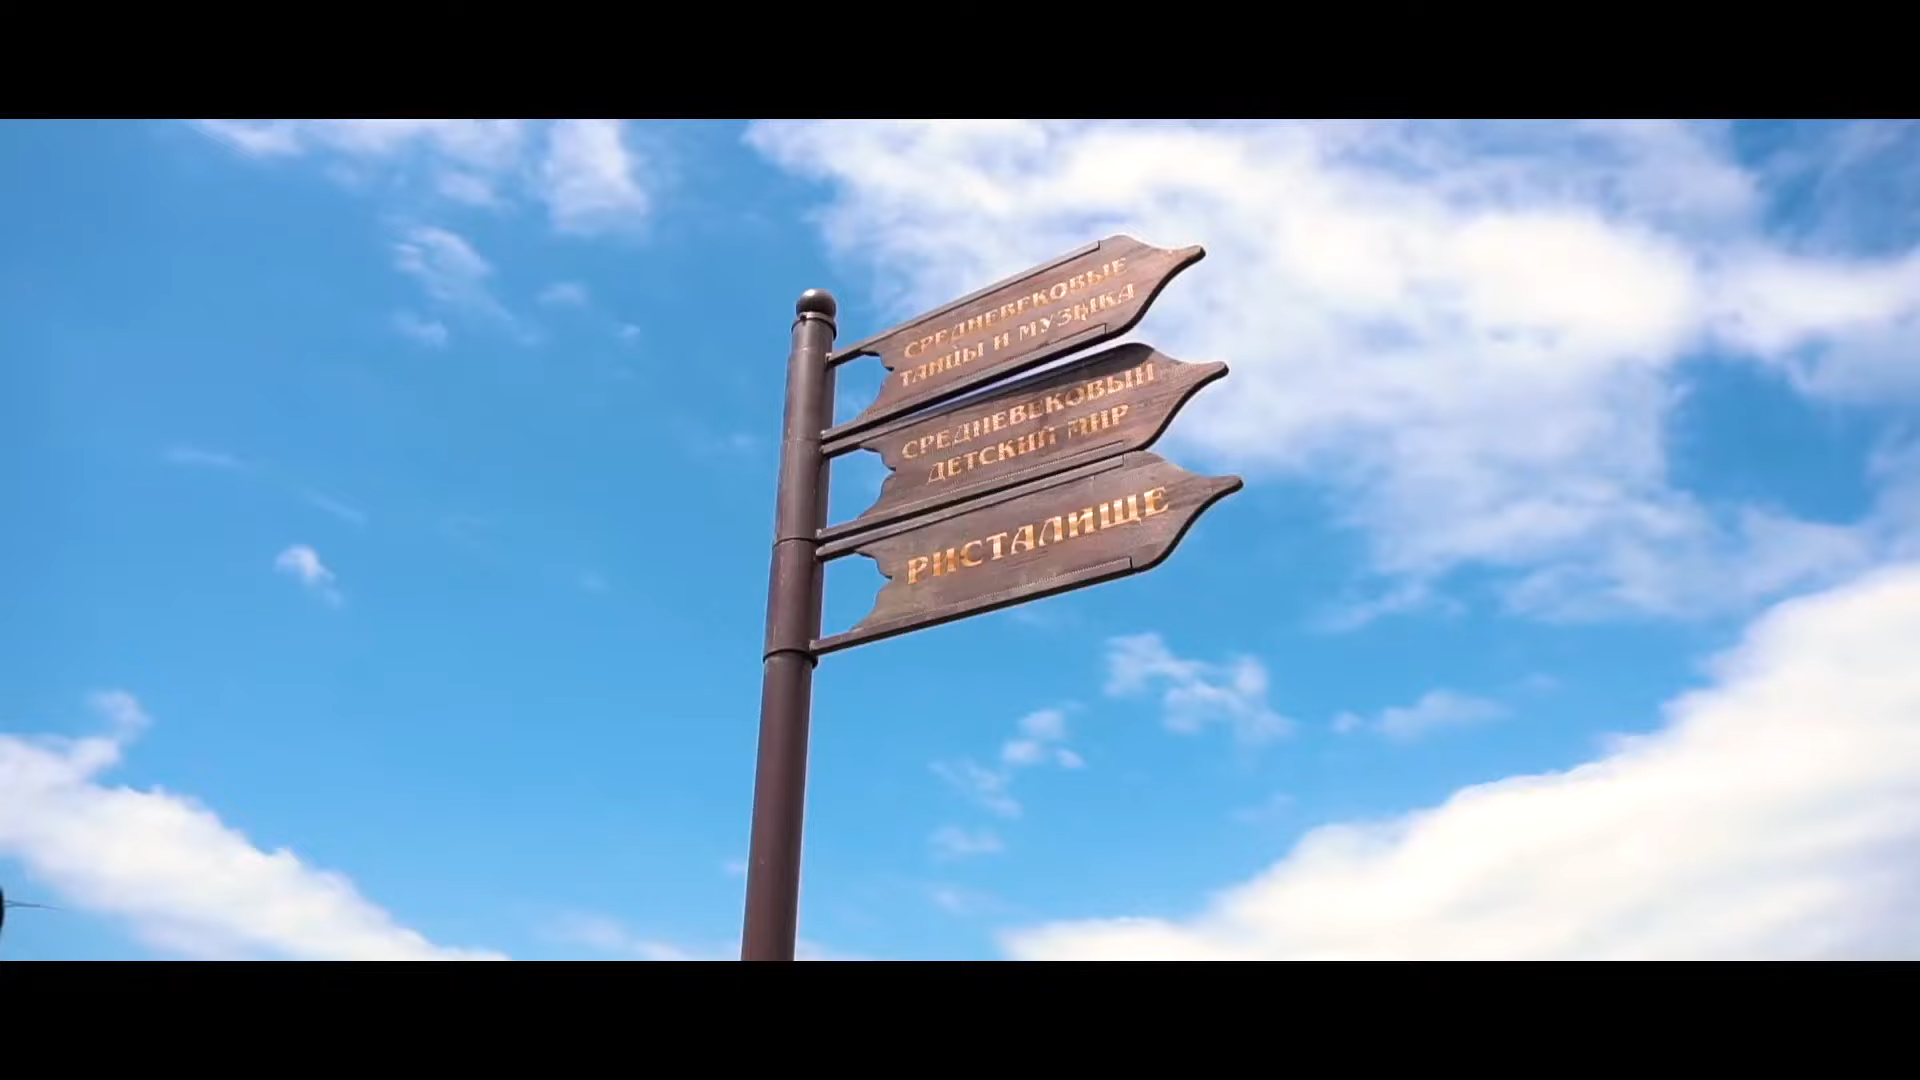 СРЕДНЕВЕКОВЫЕ
ТАНЦЫ И МУЗЫКА
СРЕДНЕВЕКОВЫЙ
ДЕТСКИЙ МИР
РИСТАЛИЩЕ